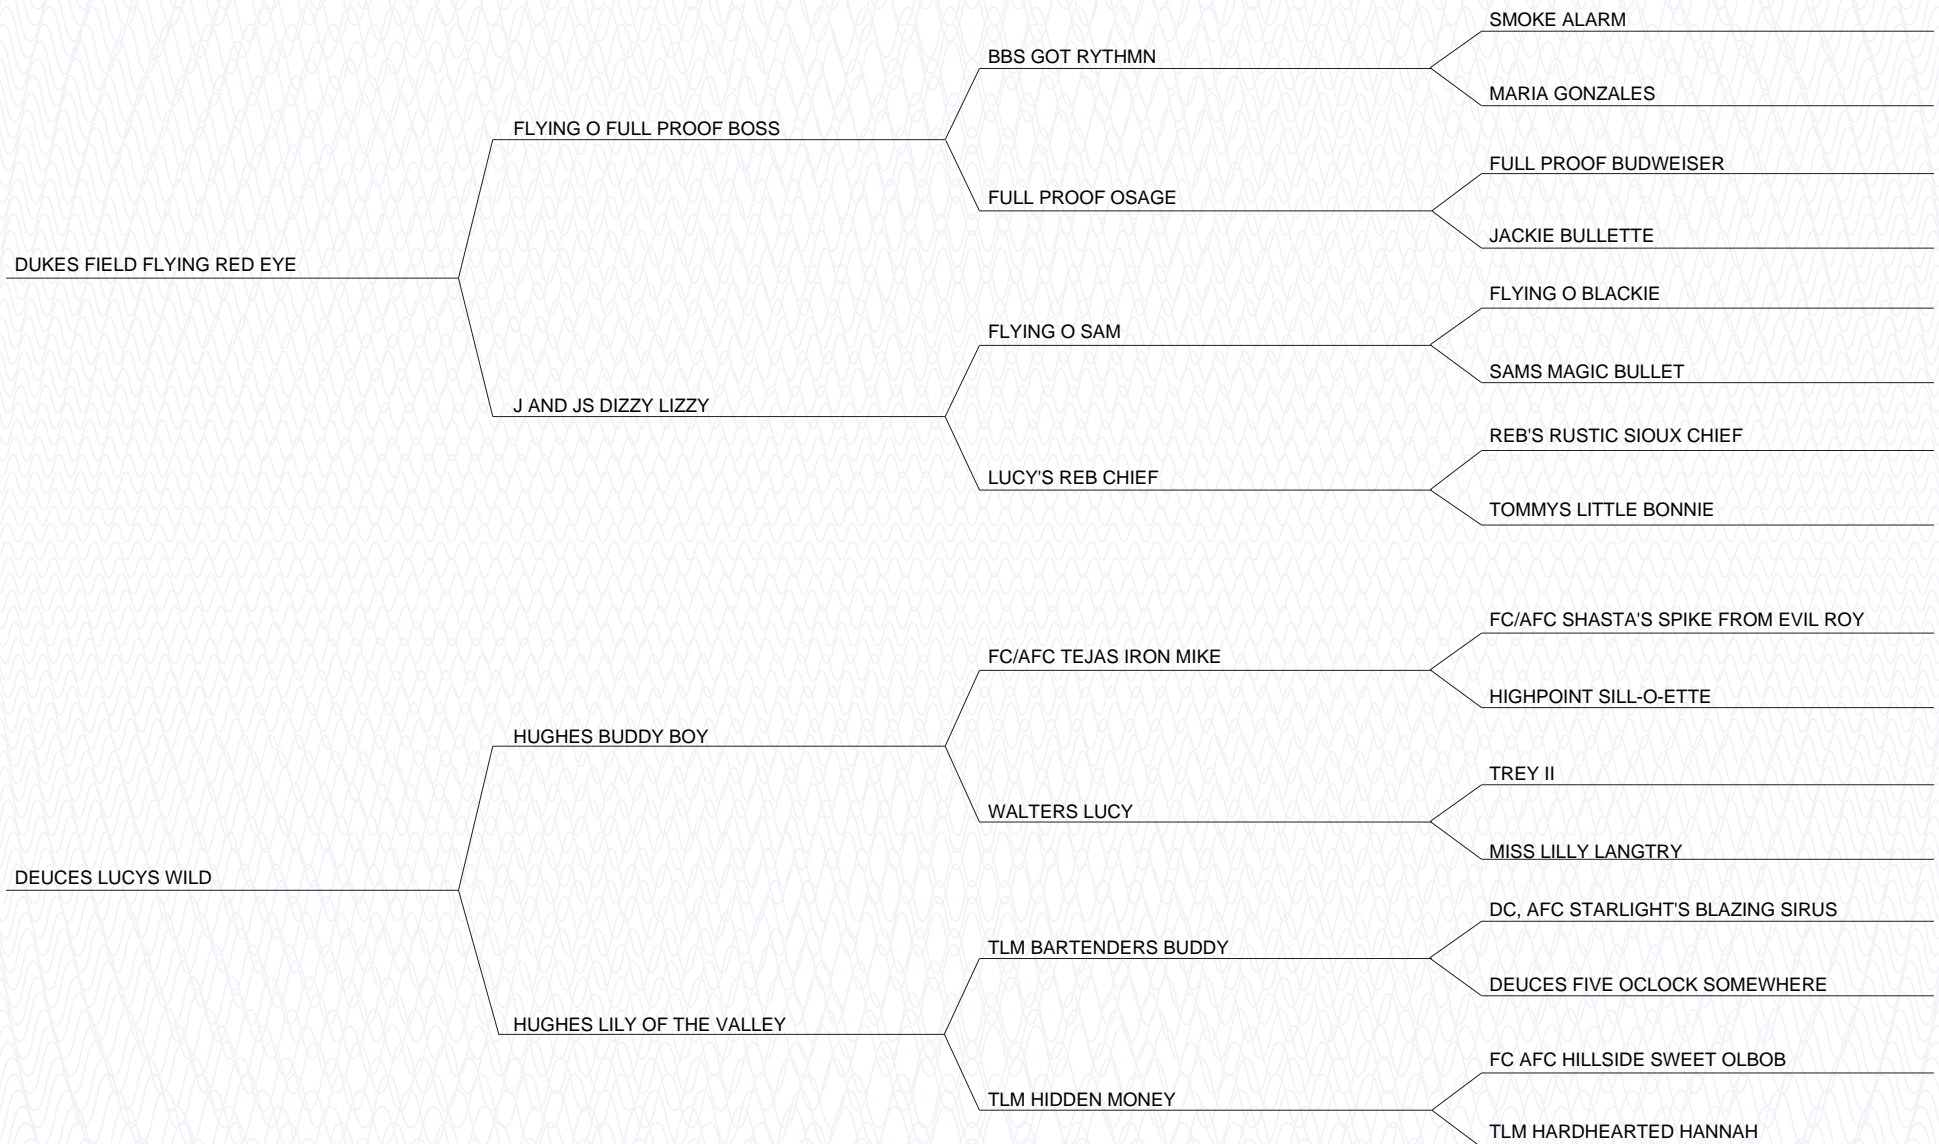 SMOKE ALARM
BBS GOT RYTHMN
MARIA GONZALES
FLYING O FULL PROOF BOSS
FULL PROOF BUDWEISER
FULL PROOF OSAGE
JACKIE BULLETTE
DUKES FIELD FLYING RED EYE
FLYING O BLACKIE
FLYING O SAM
SAMS MAGIC BULLET
J AND JS DIZZY LIZZY
REB'S RUSTIC SIOUX CHIEF
LUCY'S REB CHIEF
TOMMYS LITTLE BONNIE
FC/AFC SHASTA'S SPIKE FROM EVIL ROY
FC/AFC TEJAS IRON MIKE
HIGHPOINT SILL-O-ETTE
HUGHES BUDDY BOY
TREY II
WALTERS LUCY
MISS LILLY LANGTRY
DEUCES LUCYS WILD
DC, AFC STARLIGHT'S BLAZING SIRUS
TLM BARTENDERS BUDDY
DEUCES FIVE OCLOCK SOMEWHERE
HUGHES LILY OF THE VALLEY
FC AFC HILLSIDE SWEET OLBOB
TLM HIDDEN MONEY
TLM HARDHEARTED HANNAH